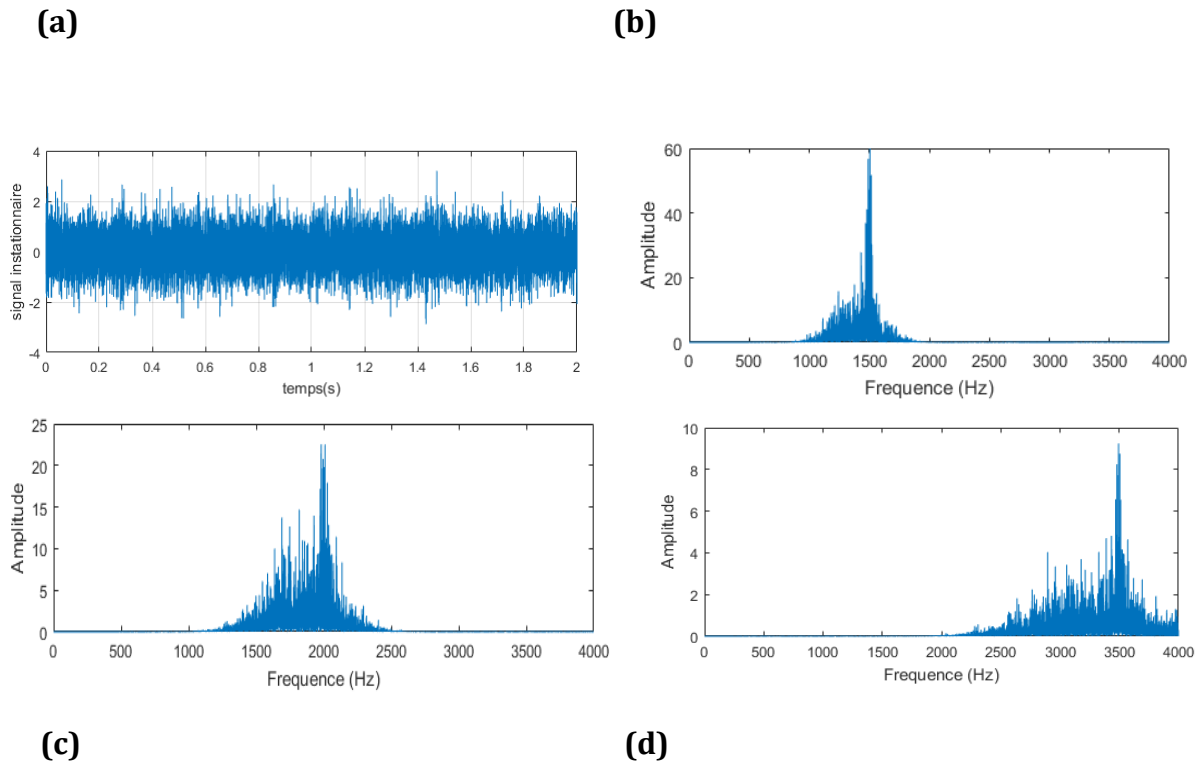 (a)
(b)
signal instationnaire
4
2
0
-2
-4
0 0.2 0.4 0.6 0.8 1 1.2 1.4 1.6 1.8 2
temps(s)
Amplitude
60
40
20
0
0 500 1000 1500 2000 2500 3000 3500 4000
Frequence (Hz)
Amplitude
25
20
15
10
5
0
0 500 1000 1500 2000 2500 3000 3500 4000
Frequence (Hz)
Amplitude
10
8
6
4
2
0
0 500 1000 1500 2000 2500 3000 3500 4000
Frequence (Hz)
(c)
(d)